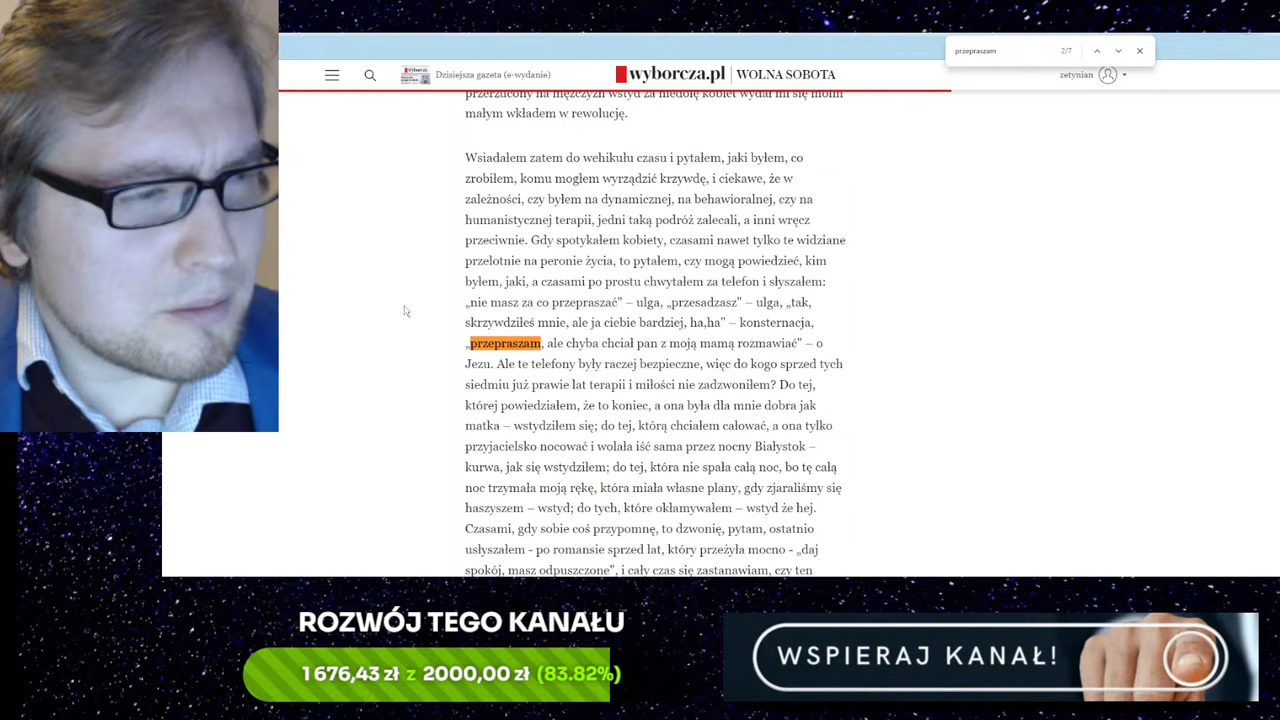 przepraszam 2/7
Dzisiejsza gazeta (e-wydanie) wyborcza.pl | WOLNA SOBOTA zetynian
przerzucony na mężczyzn wstyd za niedolę kobiet wydał mi się moim
małym wkładem w rewolucję.
Wsiadałem zatem do wehikułu czasu i pytałem, jaki byłem, co
zrobiłem, komu mogłem wyrządzić krzywdę, i ciekawe, że w
zależności, czy byłem na dynamicznej, na behawioralnej, czy na
humanistycznej terapii, jedni taką podróż zalecali, a inni wręcz
przeciwnie. Gdy spotykałem kobiety, czasami nawet tylko te widziane
przelotnie na peronie życia, to pytałem, czy mogą powiedzieć, kim
byłem, jaki, a czasami po prostu chwytałem za telefon i słyszałem:
„nie masz za co przepraszać" – ulga, „przesadzasz" – ulga, „tak,
skrzywdziłeś mnie, ale ja ciebie bardziej, ha,ha" – konsternacja,
„przepraszam, ale chyba chciał pan z moją mamą rozmawiać" – o
Jezu. Ale te telefony były raczej bezpieczne, więc do kogo sprzed tych
siedmiu już prawie lat terapii i miłości nie zadzwoniłem? Do tej,
której powiedziałem, że to koniec, a ona była dla mnie dobra jak
matka – wstydziłem się; do tej, którą chciałem całować, a ona tylko
przyjacielsko nocować i wolała iść sama przez nocny Białystok –
kurwa, jak się wstydziłem; do tej, która nie spała całą noc, bo tę całą
noc trzymała moją rękę, która miała własne plany, gdy zjaraliśmy się
haszyszem – wstyd; do tych, które okłamywałem – wstyd że hej.
Czasami, gdy sobie coś przypomnę, to dzwonię, pytam, ostatnio
usłyszałem - po romansie sprzed lat, który przeżyła mocno - „daj
spokój, masz odpuszczone", i cały czas się zastanawiam, czy ten
ROZWÓJ TEGO KANAŁU
1 676,43 zł z 2000,00 zł (83.82%)
WSPIERAJ KANAŁ!